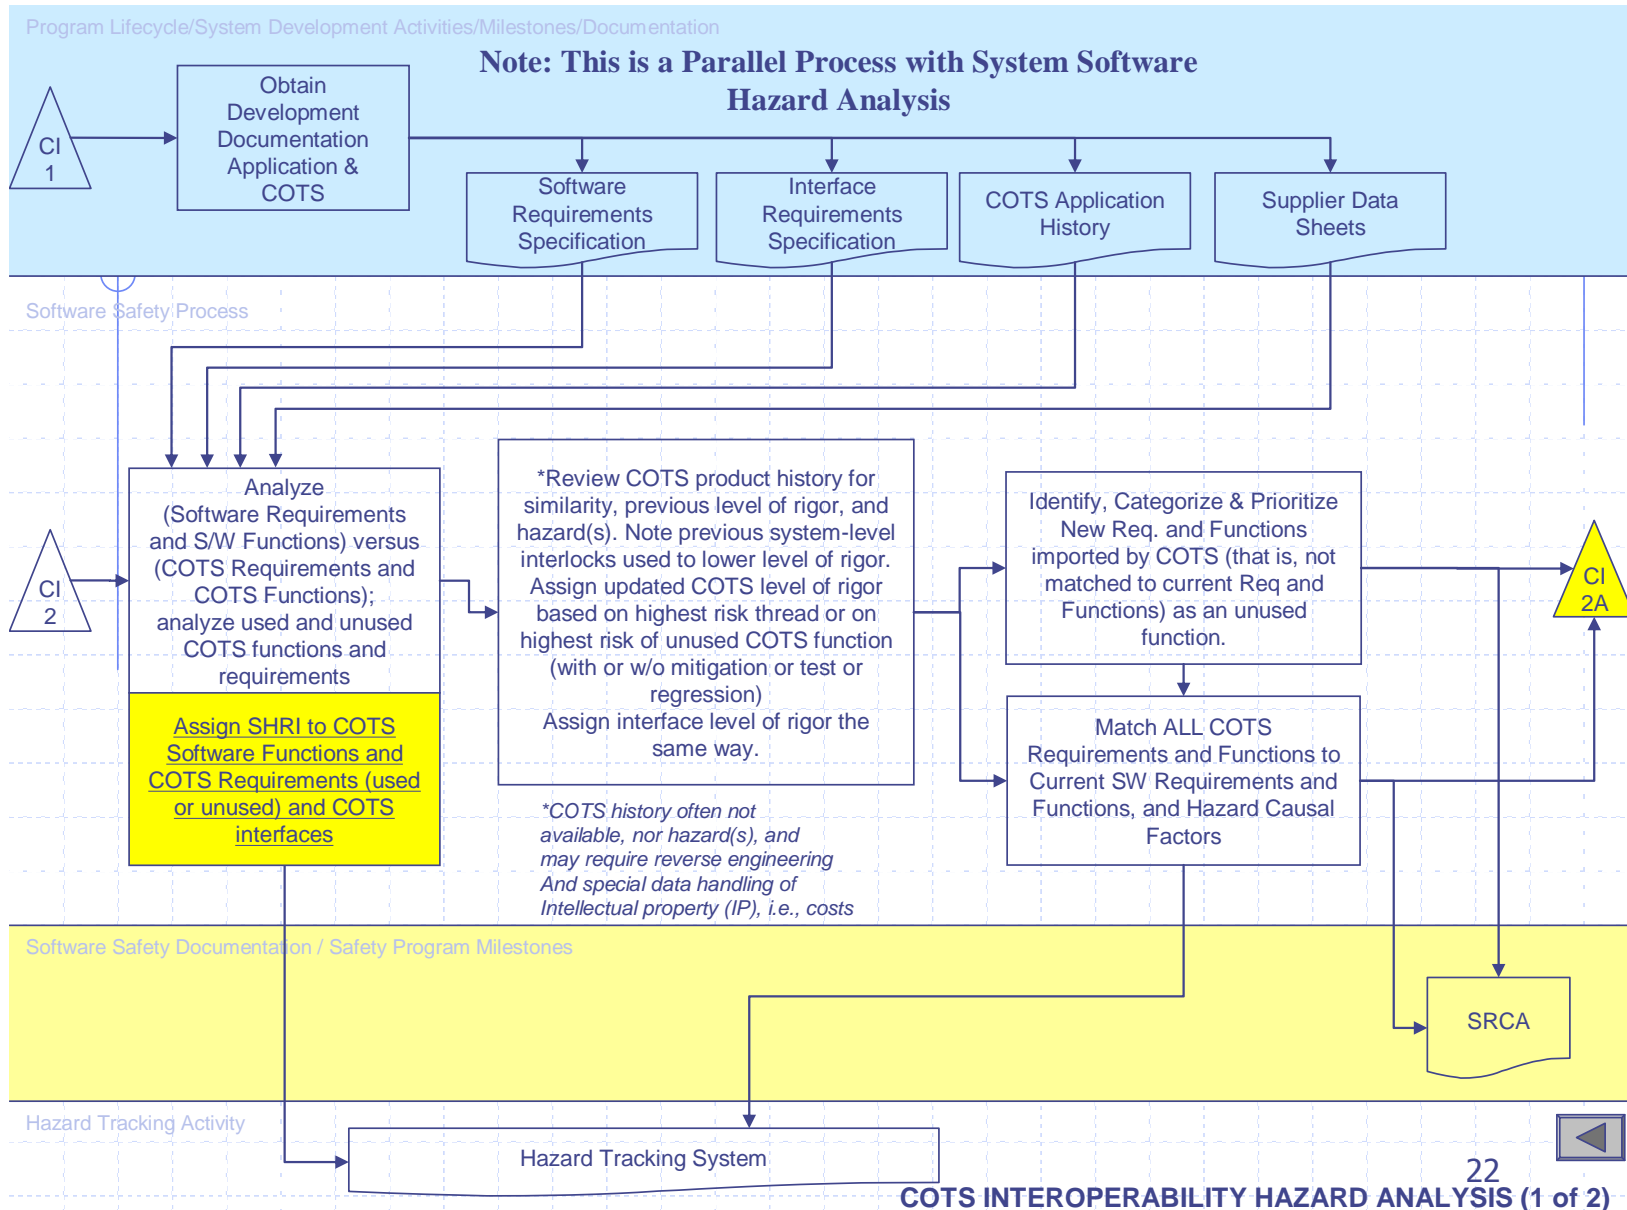 Program Lifecycle/System Development Activities/Milestones/Documentation
Note: This is a Parallel Process with System Software
Hazard Analysis
CI
1
Obtain
Development
Documentation
Application &
COTS
Software
Requirements
Specification
Interface
Requirements
Specification
COTS Application
History
Supplier Data
Sheets
Software Safety Process
CI
2
Analyze
(Software Requirements
and S/W Functions) versus
(COTS Requirements and
COTS Functions);
analyze used and unused
COTS functions and
requirements
Assign SHRI to COTS
Software Functions and
COTS Requirements (used
or unused) and COTS
interfaces
*Review COTS product history for
similarity, previous level of rigor, and
hazard(s). Note previous system-level
interlocks used to lower level of rigor.
Assign updated COTS level of rigor
based on highest risk thread or on
highest risk of unused COTS function
(with or w/o mitigation or test or
regression)
Assign interface level of rigor the
same way.
*COTS history often not
available, nor hazard(s), and
may require reverse engineering
And special data handling of
Intellectual property (IP), i.e., costs
Identify, Categorize & Prioritize
New Req. and Functions
imported by COTS (that is, not
matched to current Req and
Functions) as an unused
function.
Match ALL COTS
Requirements and Functions to
Current SW Requirements and
Functions, and Hazard Causal
Factors
CI
2A
Software Safety Documentation / Safety Program Milestones
SRCA
Hazard Tracking Activity
Hazard Tracking System
22
COTS INTEROPERABILITY HAZARD ANALYSIS (1 of 2)